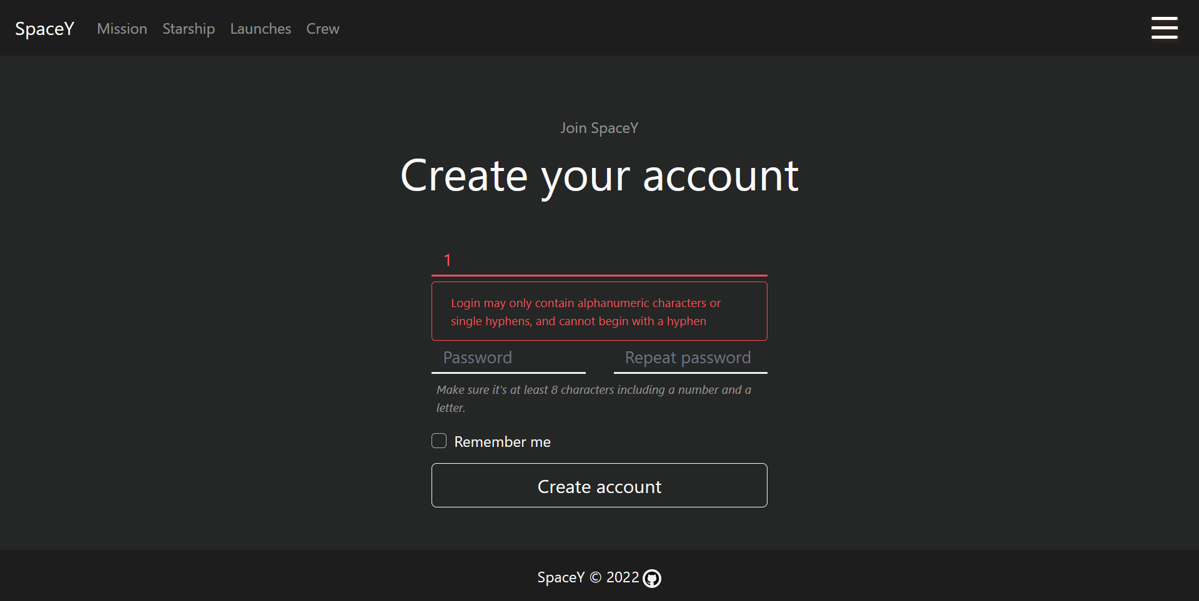 SpaceY Mission Starship Launches Crew
Join SpaceY
Create your account
1
Login may only contain alphanumeric characters or
single hyphens, and cannot begin with a hyphen
Password Repeat password
Make sure it's at least 8 characters including a number and a
letter.
Remember me
Create account
SpaceY © 2022